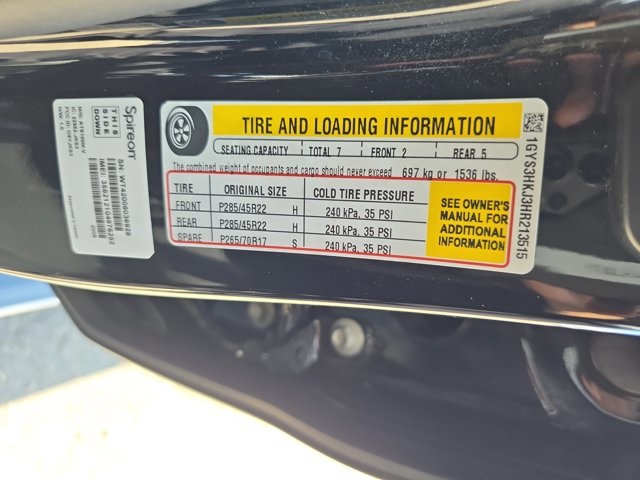 Spireon
THIS
SIDE
DOWN
TIRE AND LOADING INFORMATION
SEATING CAPACITY TOTAL 7 FRONT 2 REAR 5
The combined weight of occupants and cargo should never exceed 697 kg or 1536 lbs.
TIRE ORIGINAL SIZE COLD TIRE PRESSURE
FRONT P285/45R22 H 240 kPa, 35 PSI
REAR P285/45R22 H 240 kPa, 35 PSI
SPARE P265/70R17 S 240 kPa, 35 PSI
SEE OWNER'S
MANUAL FOR
ADDITIONAL
INFORMATION
1GYS3HKJ3HR213515